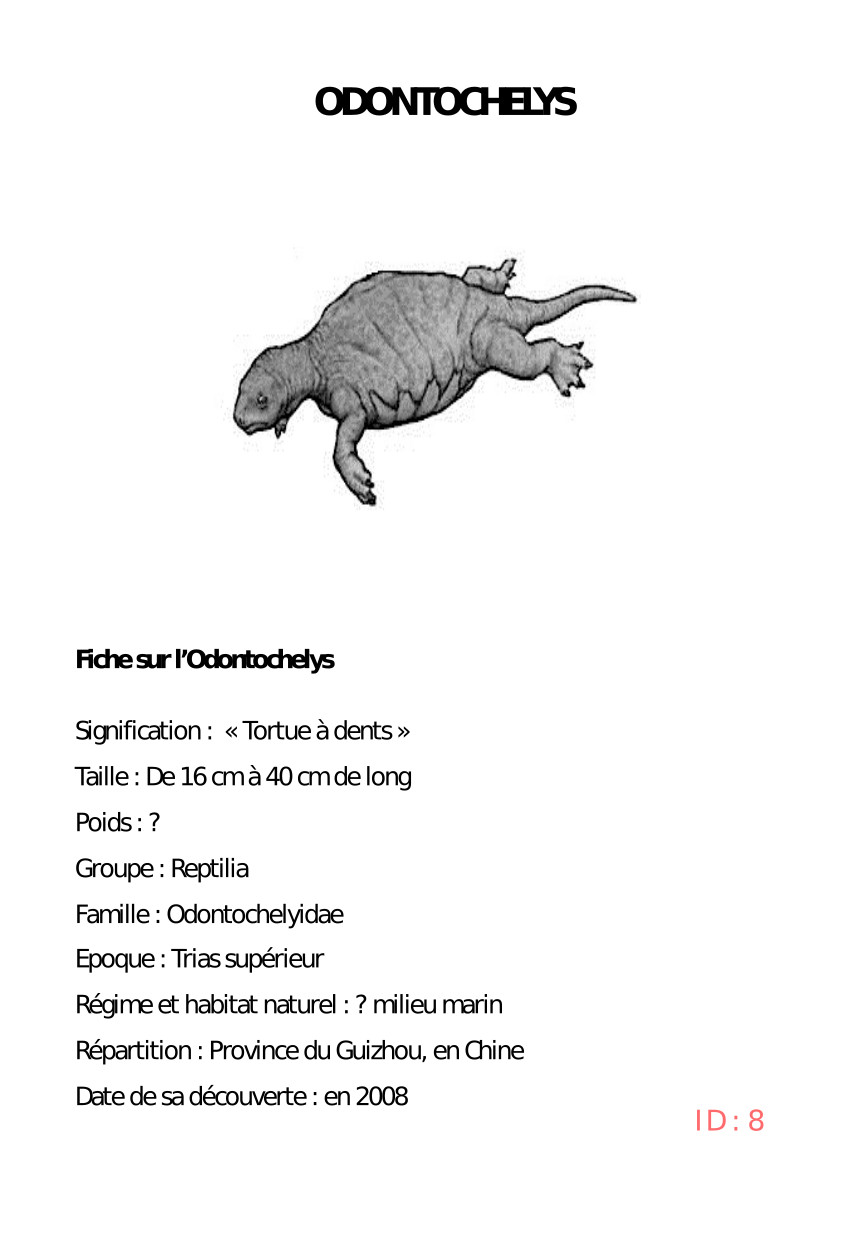 ODONTOCHELYS
Fiche sur l’Odontochelys
Signification : « Tortue à dents »
Taille : De 16 cm à 40 cm de long
Poids : ?
Groupe : Reptilia
Famille : Odontochelyidae
Epoque : Trias supérieur
Régime et habitat naturel : ? milieu marin
Répartition : Province du Guizhou, en Chine
Date de sa découverte : en 2008
ID : 8